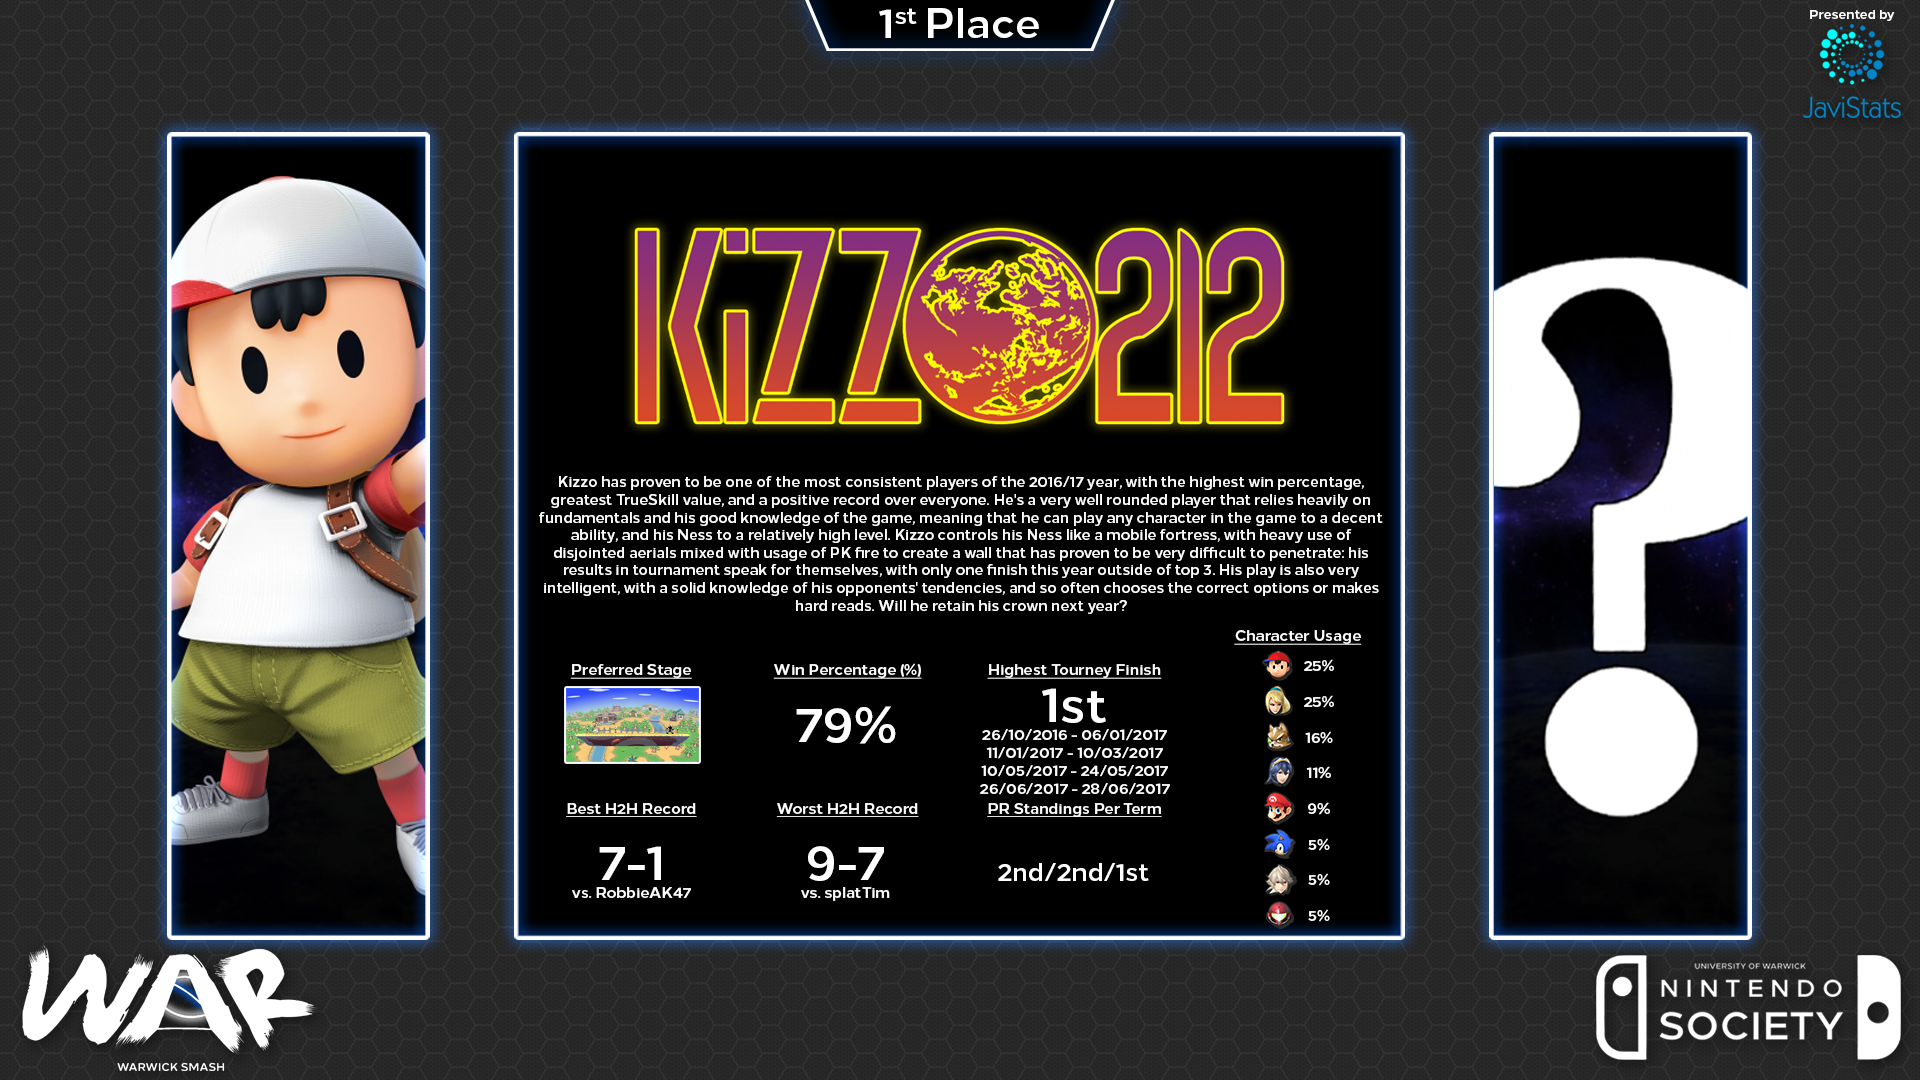 1st Place
Presented by
JaviStats
KiZZO212
Kizzo has proven to be one of the most consistent players of the 2016/17 year, with the highest win percentage,
greatest TrueSkill value, and a positive record over everyone. He's a very well rounded player that relies heavily on
fundamentals and his good knowledge of the game, meaning that he can play any character in the game to a decent
ability, and his Ness to a relatively high level. Kizzo controls his Ness like a mobile fortress, with heavy use of
disjointed aerials mixed with usage of PK fire to create a wall that has proven to be very difficult to penetrate: his
results in tournament speak for themselves, with only one finish this year outside of top 3. His play is also very
intelligent, with a solid knowledge of his opponents' tendencies, and so often chooses the correct options or makes
hard reads. Will he retain his crown next year?
Preferred Stage
Win Percentage (%)
79%
Highest Tourney Finish
1st
26/10/2016 - 06/01/2017
11/01/2017 - 10/03/2017
10/05/2017 - 24/05/2017
26/06/2017 - 28/06/2017
Best H2H Record
7-1
vs. RobbieAK47
Worst H2H Record
9-7
vs. splatTim
PR Standings Per Term
2nd/2nd/1st
Character Usage
25%
25%
16%
11%
9%
5%
5%
5%
WAR
WARWICK SMASH
UNIVERSITY OF WARWICK
NINTENDO
SOCIETY